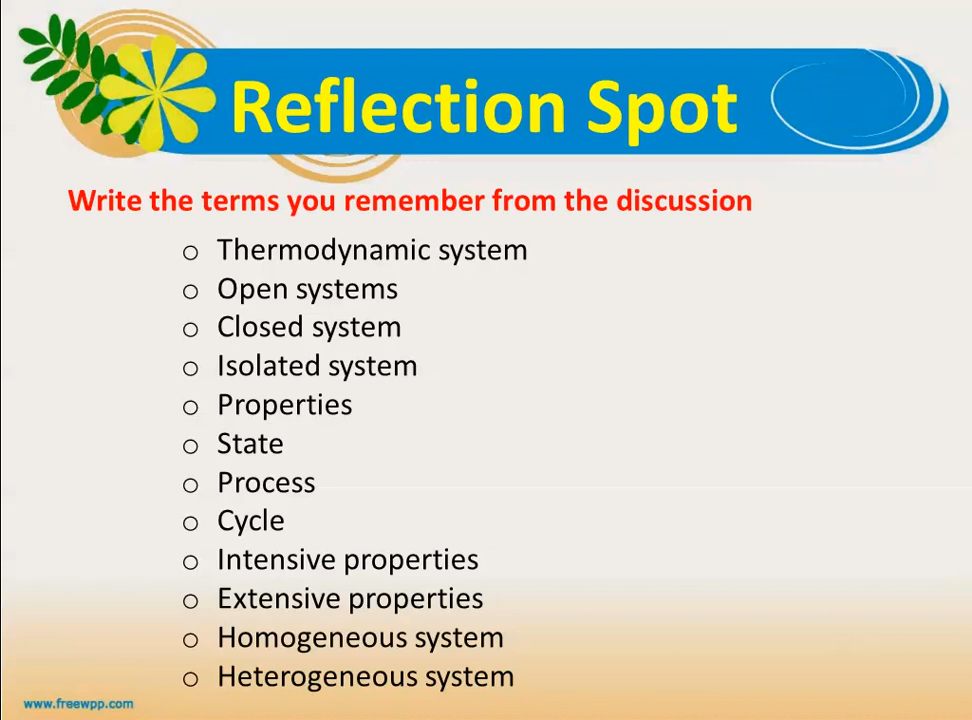 Reflection Spot
Write the terms you remember from the discussion
o Thermodynamic system
o Open systems
o Closed system
o Isolated system
o Properties
o State
o Process
o Cycle
o Intensive properties
o Extensive properties
o Homogeneous system
o Heterogeneous system
www.freewpp.com